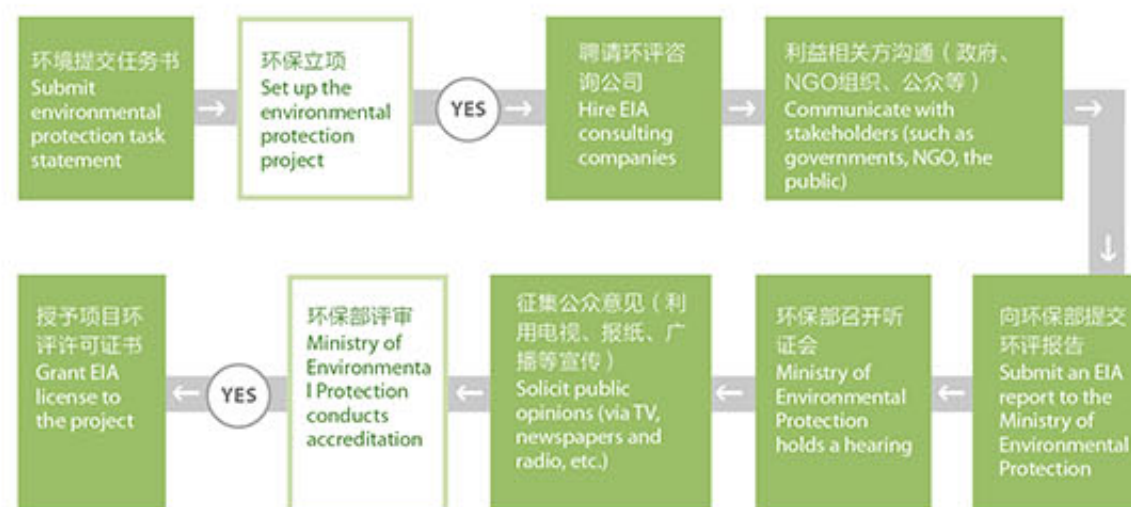 环境提交任务书
Submit
environmental
protection task
statement
环保立项
Set up the
environmental
protection
project
YES
聘请环评咨
询公司
Hire EIA
consulting
companies
利益相关方沟通（政府、
NGO组织、公众等）
Communicate with
stakeholders (such as
governments, NGO, the
public)
向环保部提交
环评报告
Submit an EIA
report to the
Ministry of
Environmental
Protection
环保部召开听
证会
Ministry of
Environmental
Protection
holds a hearing
征集公众意见（利
用电视、报纸、广
播等宣传）
Solicit public
opinions (via TV,
newspapers and
radio, etc.)
环保部评审
Ministry of
Environmenta
l Protection
conducts
accreditation
YES
授予项目环
评许可证书
Grant EIA
license to
the project